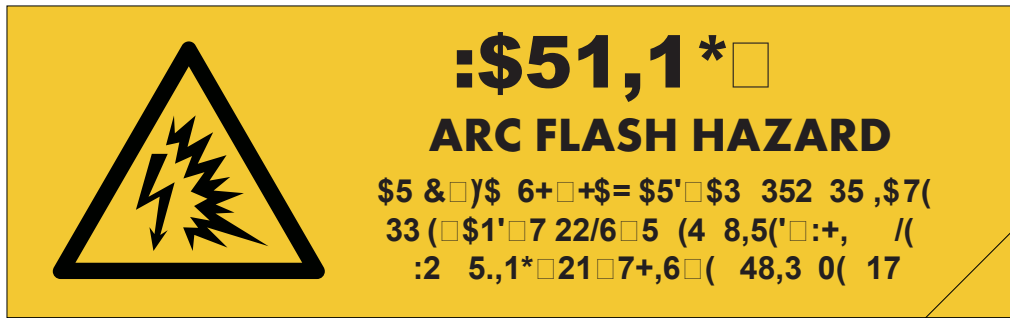 :$51,1*□
ARC FLASH HAZARD
$5 &□)/$ 6+□+$= $5'□$3 352 35 ,$7(
33 (□$1'□7 22/6□5 (4 8,5('□:+, /(
:2 5.,1*□21□7+,6□( 48,3 0( 17